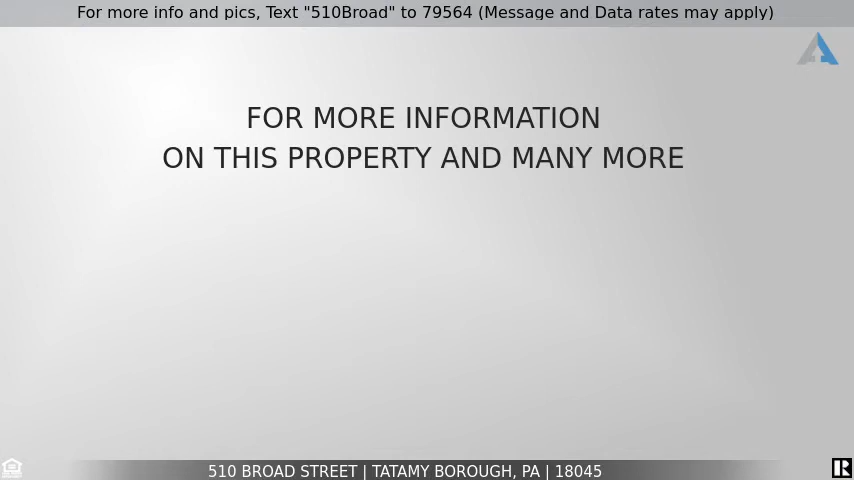 For more info and pics, Text "510Broad" to 79564 (Message and Data rates may apply)
FOR MORE INFORMATION
ON THIS PROPERTY AND MANY MORE
510 BROAD STREET | TATAMY BOROUGH, PA | 18045